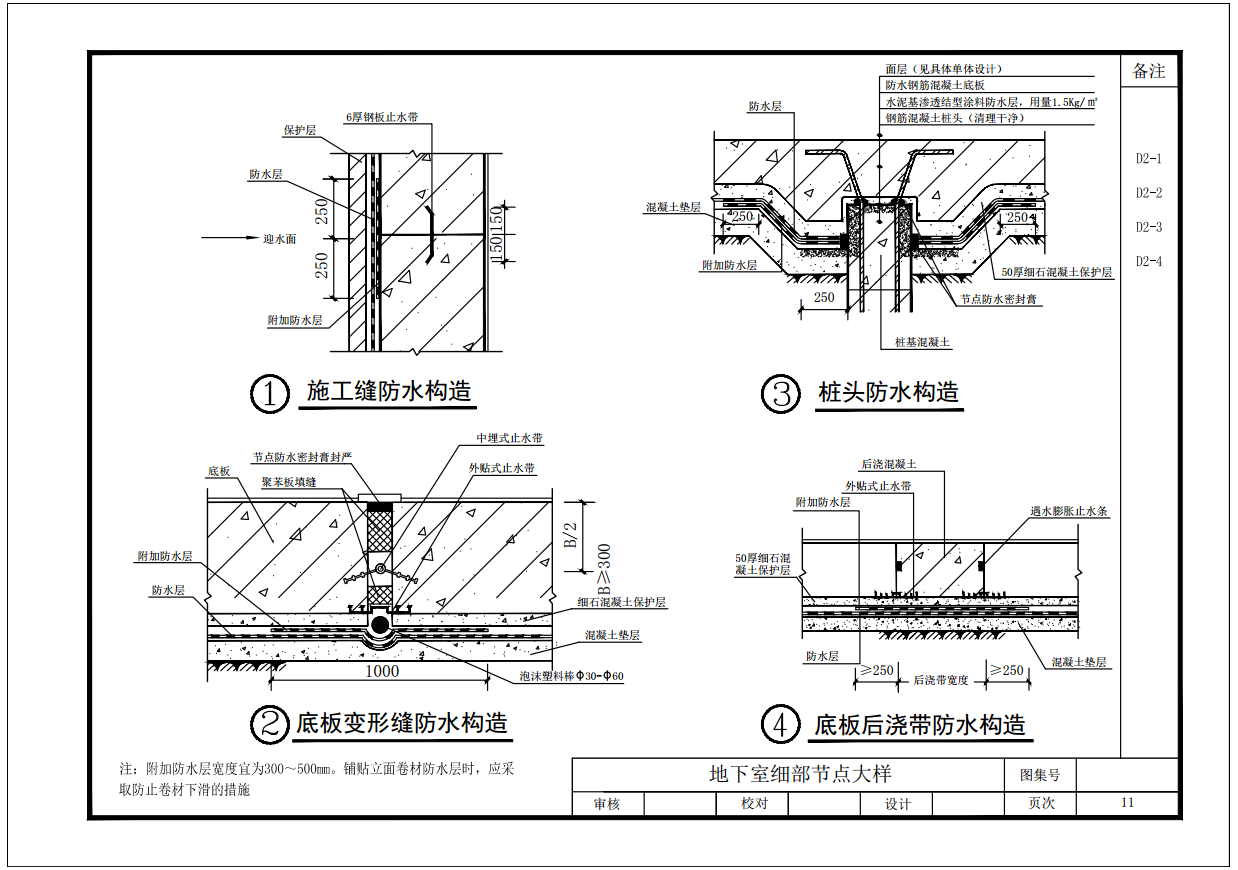 备注
D2-1
D2-2
D2-3
D2-4
6厚钢板止水带
保护层
防水层
250
250
迎水面
附加防水层
150
150
① 施工缝防水构造
面层（见具体单体设计）
防水钢筋混凝土底板
水泥基渗透结型涂料防水层，用量1.5Kg/㎡
钢筋混凝土桩头（清理干净）
防水层
混凝土垫层
250
250
附加防水层
50厚细石混凝土保护层
250
节点防水密封膏
桩基混凝土
③ 桩头防水构造
中埋式止水带
节点防水密封膏封严
外贴式止水带
底板
聚苯板填缝
附加防水层
防水层
B/2
B≥300
细石混凝土保护层
混凝土垫层
1000
泡沫塑料棒Φ30-Φ60
② 底板变形缝防水构造
后浇混凝土
外贴式止水带
附加防水层
遇水膨胀止水条
50厚细石混
凝土保护层
防水层
混凝土垫层
≥250
后浇带宽度
≥250
④ 底板后浇带防水构造
注：附加防水层宽度宜为300～500mm。铺贴立面卷材防水层时，应采
取防止卷材下滑的措施
地下室细部节点大样
图集号
审核
校对
设计
页次
11